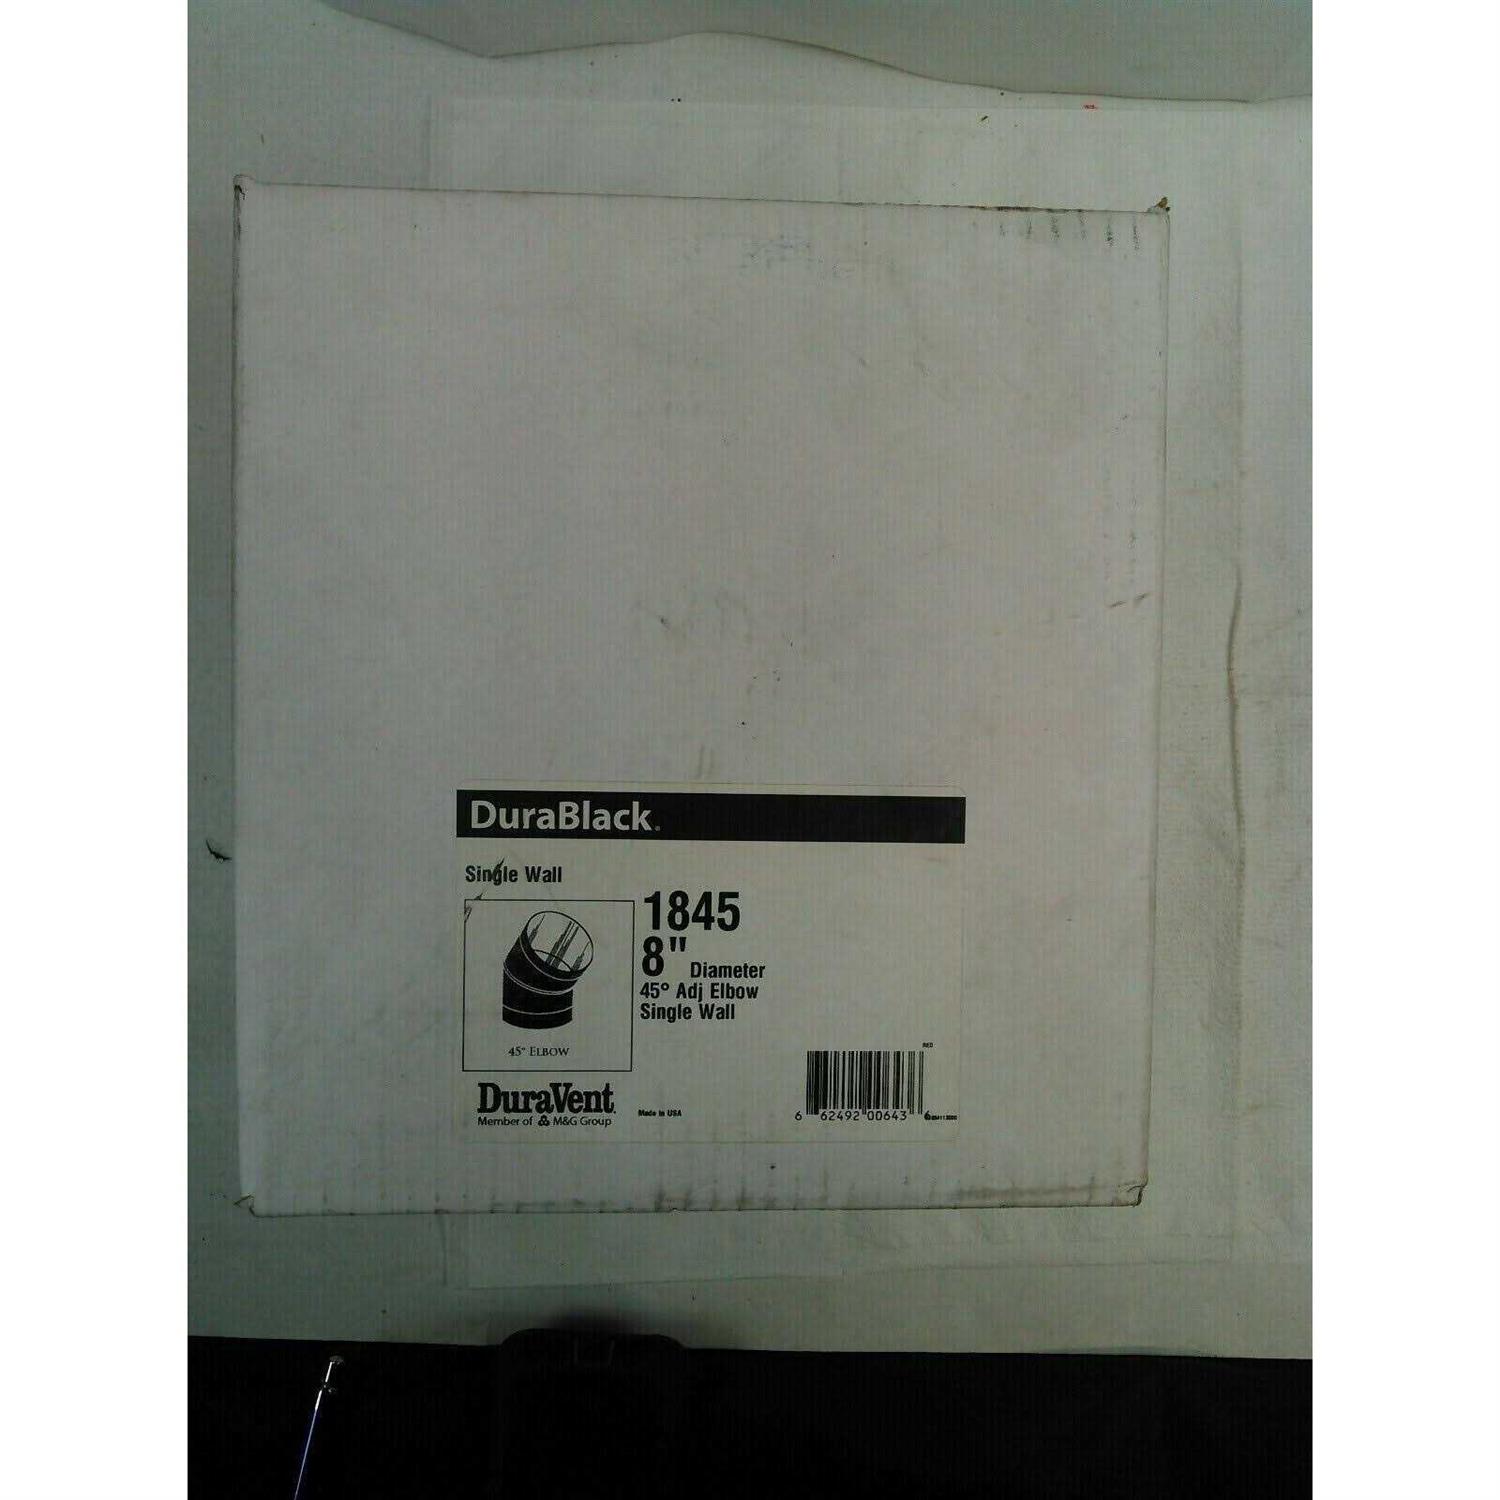 DuraBlack.
Single Wall
1845
8" Diameter
45° Adj Elbow
Single Wall
45° ELBOW
RED
DuraVent
Member of M&G Group
Made in USA
6 62492 00643 6